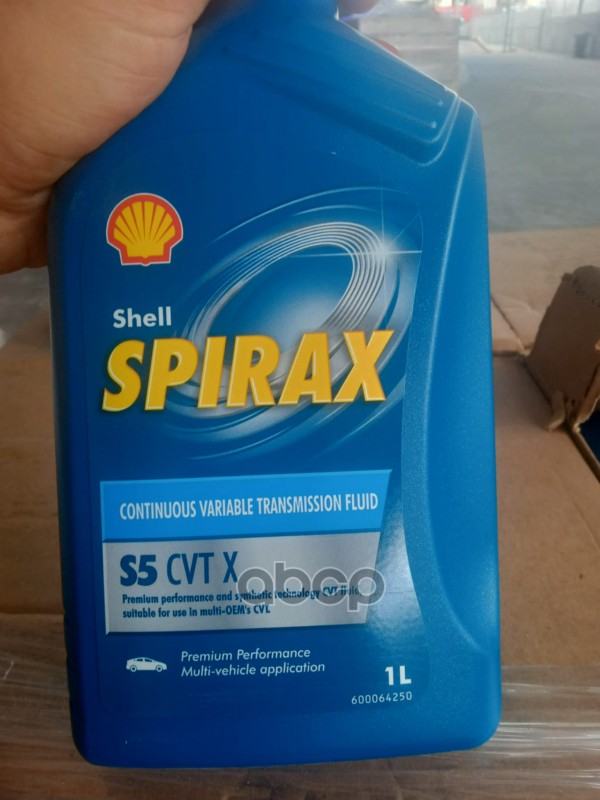 Shell
SPIRAX
CONTINUOUS VARIABLE TRANSMISSION FLUID
S5 CVT X
Premium performance and synthetic technology CVT fluid
suitable for use in multi-OEM's CVT.
Premium Performance
Multi-vehicle application
1L
600064250